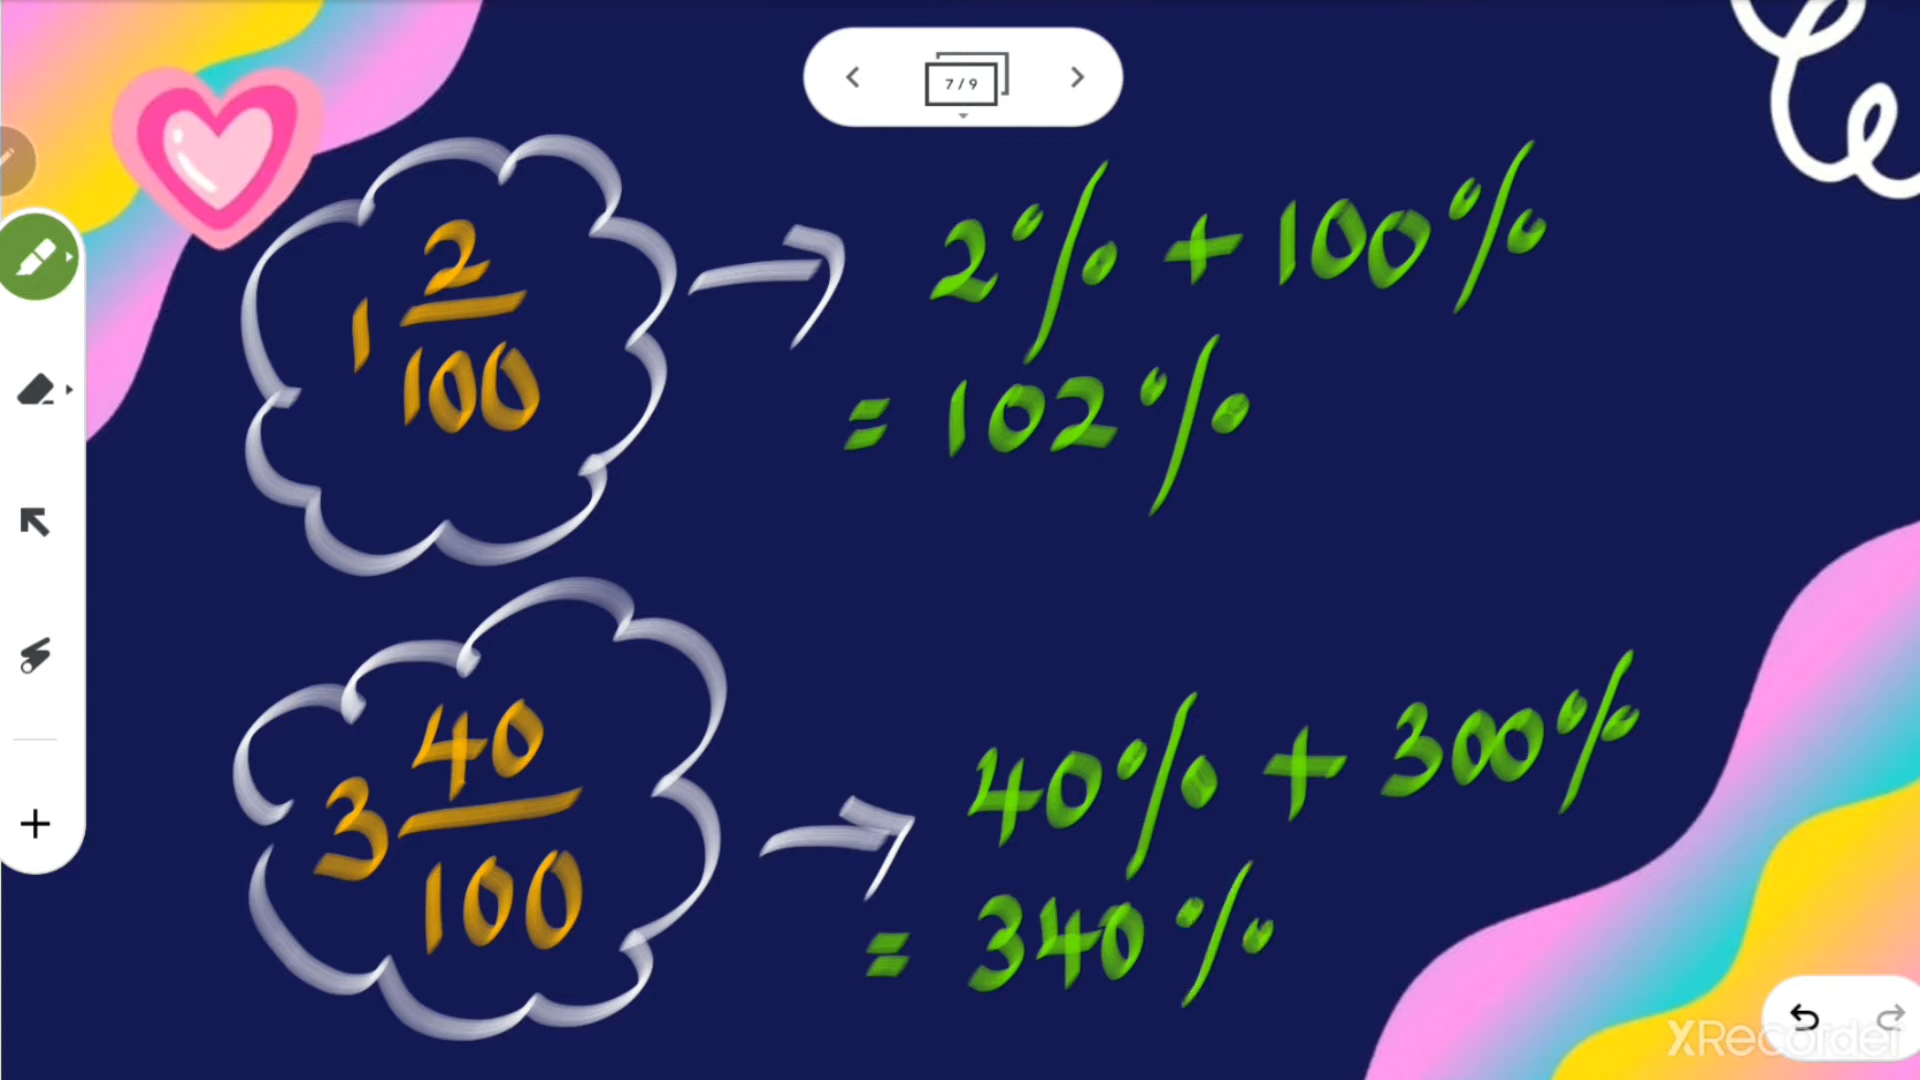 7/9
1 2/100 → 2% + 100%
= 102%
3 40/100 → 40% + 300%
= 340%
XRecorder